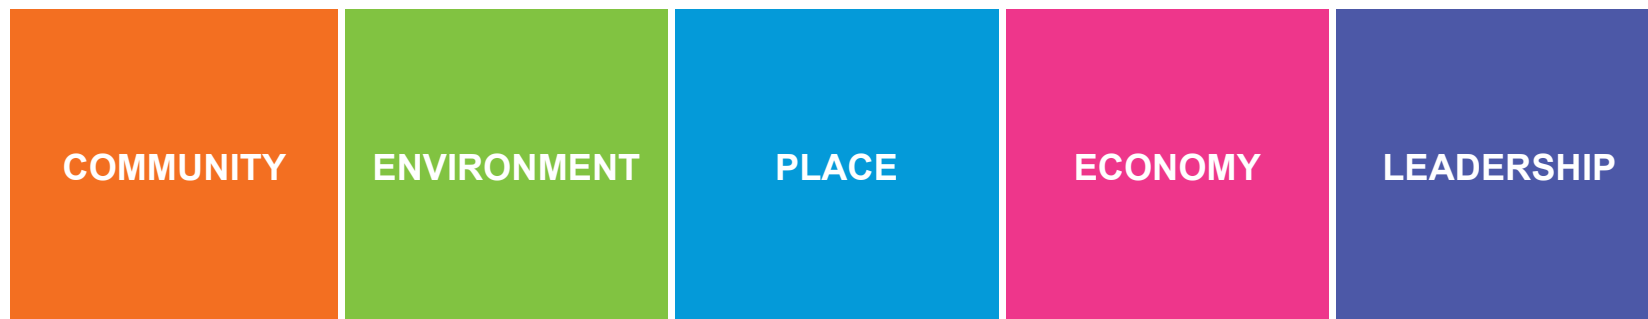 COMMUNITY
ENVIRONMENT
PLACE
ECONOMY
LEADERSHIP